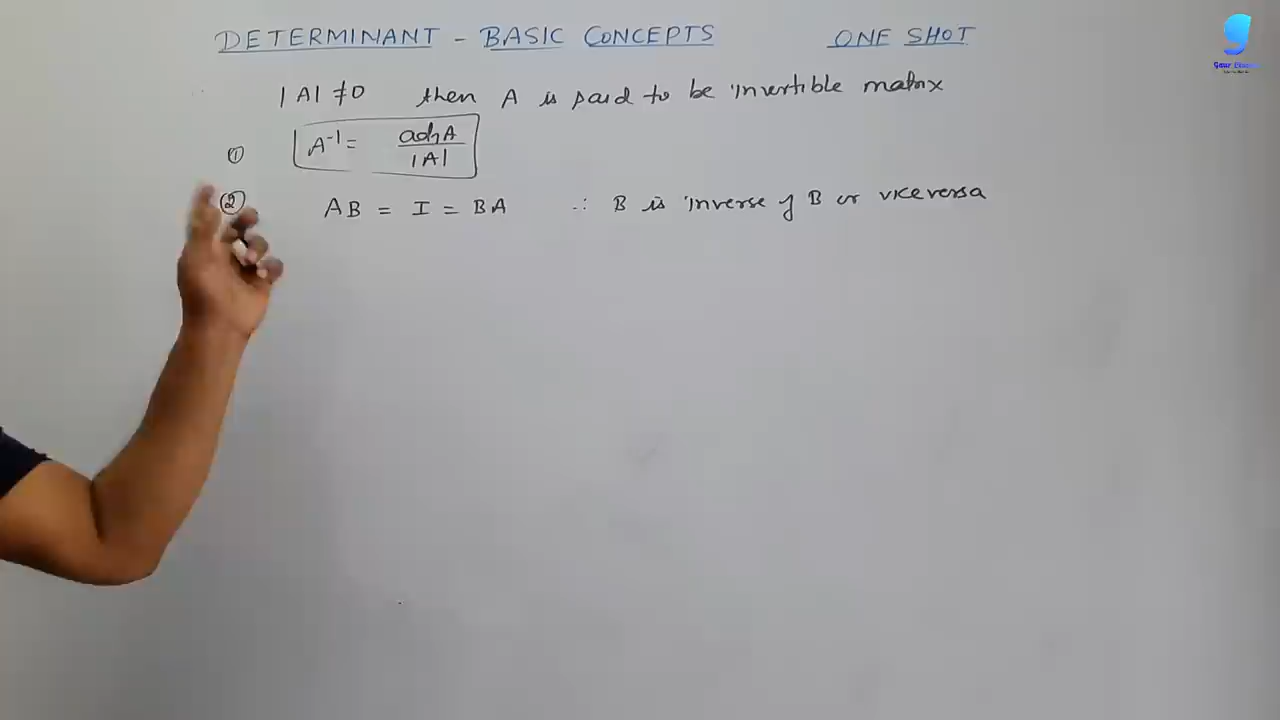 DETERMINANT - BASIC CONCEPTS ONE SHOT
|A| ≠ 0 then A is said to be invertible matrix
① A⁻¹ = adjA / |A|
② AB = I = BA ∴ B is inverse of B or viceversa